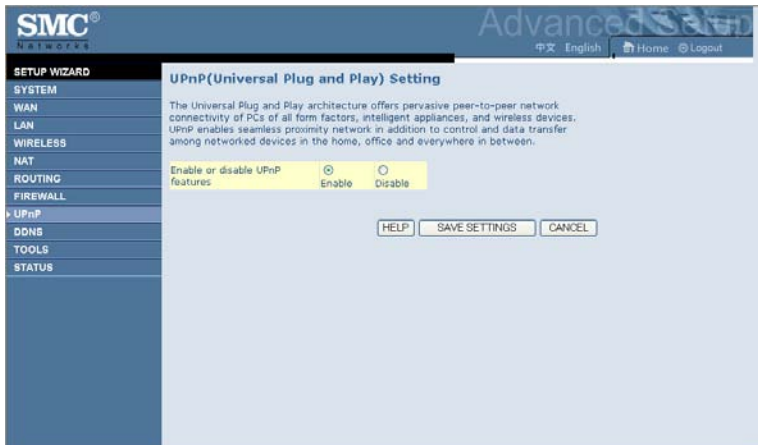 SMC®
Networks
Advanced Setup
中文 English Home Logout
SETUP WIZARD
SYSTEM
WAN
LAN
WIRELESS
NAT
ROUTING
FIREWALL
UPnP
DDNS
TOOLS
STATUS
UPnP(Universal Plug and Play) Setting
The Universal Plug and Play architecture offers pervasive peer-to-peer network
connectivity of PCs of all form factors, intelligent appliances, and wireless devices.
UPnP enables seamless proximity network in addition to control and data transfer
among networked devices in the home, office and everywhere in between.
Enable or disable UPnP
features
Enable Disable
HELP SAVE SETTINGS CANCEL